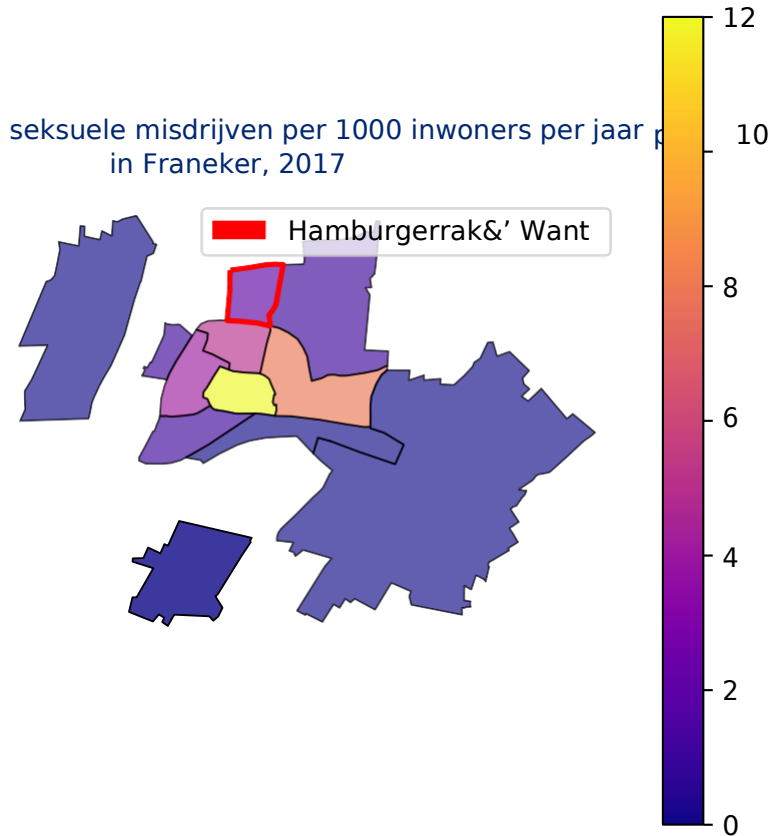 12
seksuele misdrijven per 1000 inwoners per jaar
10
in Franeker, 2017
Hamburgerrak&’ Want
8
6
4
2
0